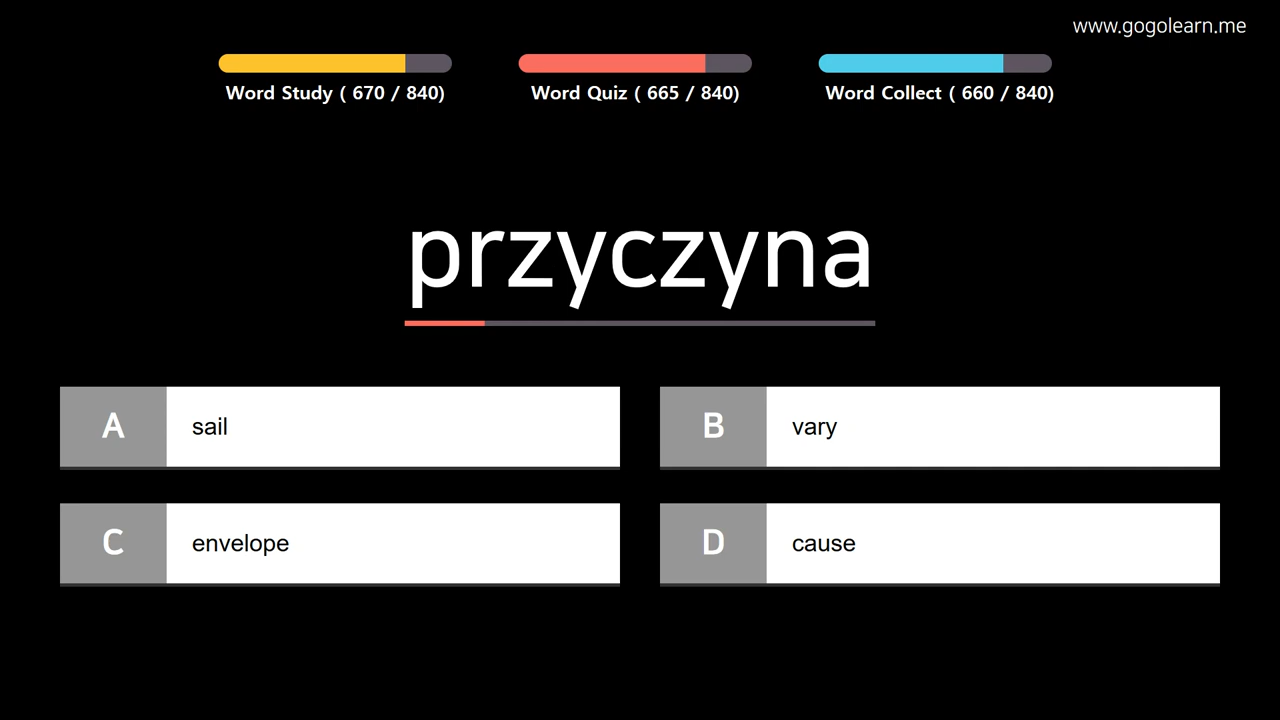 www.gogolearn.me
Word Study ( 670 / 840)
Word Quiz ( 665 / 840)
Word Collect ( 660 / 840)
przyczyna
A sail
B vary
C envelope
D cause